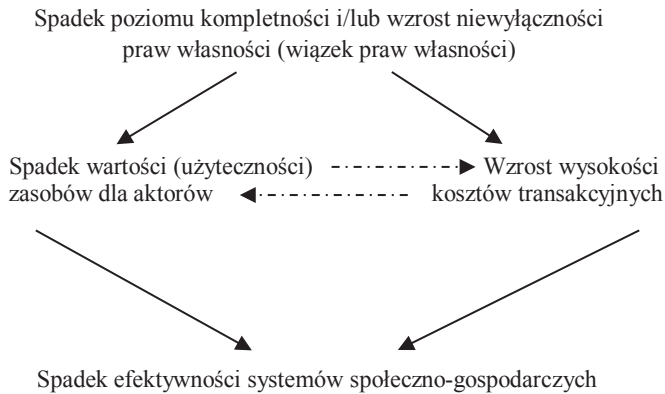 Spadek poziomu kompletności i/lub wzrost niewyłączności
praw własności (wiązek praw własności)
Spadek wartości (użyteczności)
zasobów dla aktorów
Wzrost wysokości
kosztów transakcyjnych
Spadek efektywności systemów społeczno-gospodarczych